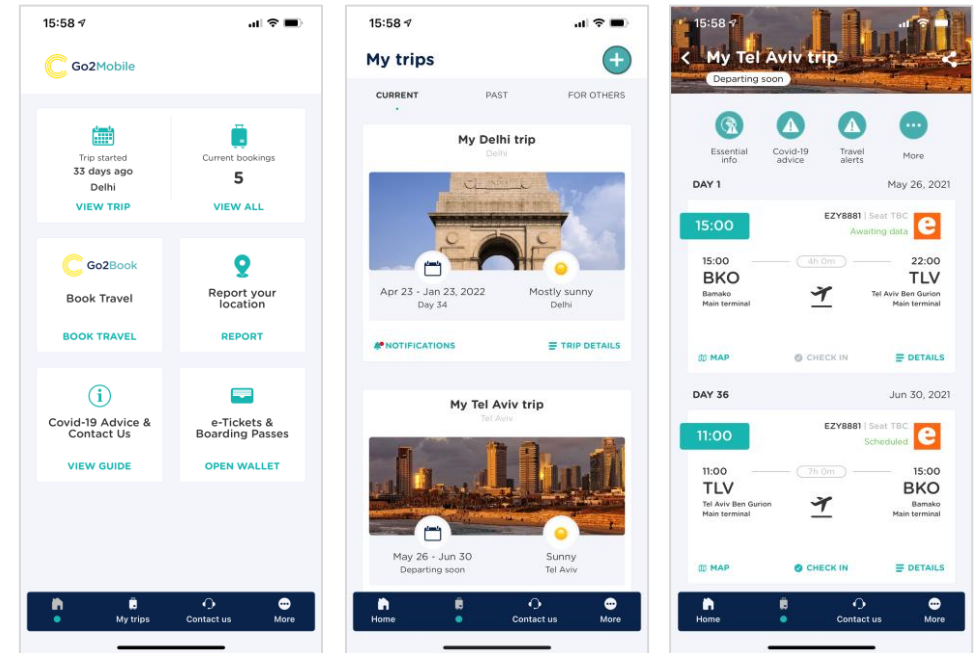 15:58
Go2Mobile
Trip started
33 days ago
Delhi
VIEW TRIP
Current bookings
5
VIEW ALL
Go2Book
Book Travel
BOOK TRAVEL
Report your
location
REPORT
Covid-19 Advice &
Contact Us
VIEW GUIDE
e-Tickets &
Boarding Passes
OPEN WALLET
My trips
Contact us
More
15:58
My trips
CURRENT
PAST
FOR OTHERS
My Delhi trip
Delhi
Apr 23 - Jan 23, 2022
Day 34
Mostly sunny
Delhi
NOTIFICATIONS
TRIP DETAILS
My Tel Aviv trip
Tel Aviv
May 26 - Jun 30
Departing soon
Sunny
Tel Aviv
Home
Contact us
More
15:58
My Tel Aviv trip
Departing soon
Essential
info
Covid-19
advice
Travel
alerts
More
DAY 1
May 26, 2021
15:00
EZY8881 | Seat TBC
Awaiting data
e
15:00
4h 0m
22:00
BKO
TLV
Bamako
Main terminal
Tel Aviv Ben Gurion
Main terminal
MAP
CHECK IN
DETAILS
DAY 36
Jun 30, 2021
11:00
EZY8881 | Seat TBC
Scheduled
e
11:00
7h 0m
15:00
TLV
BKO
Tel Aviv Ben Gurion
Main terminal
Bamako
Main terminal
MAP
CHECK IN
DETAILS
Home
Contact us
More